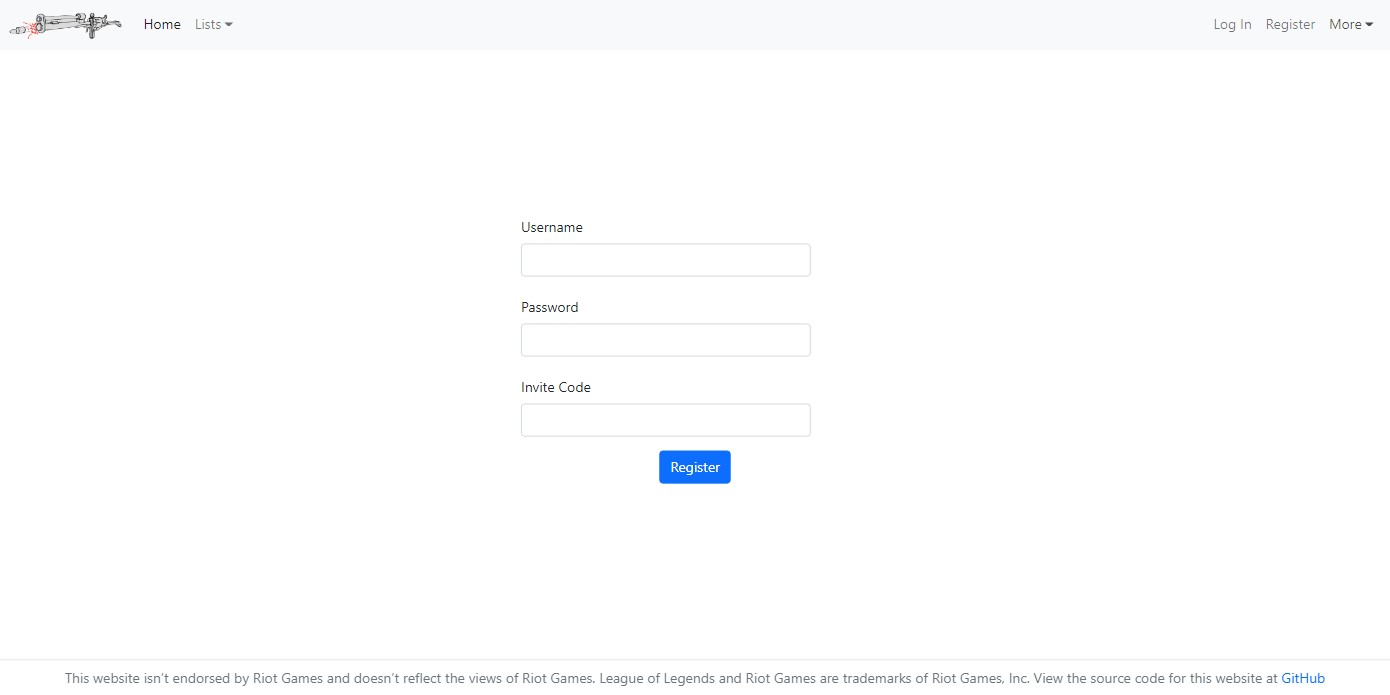 Home Lists Log In Register More
Username
Password
Invite Code
Register
This website isn't endorsed by Riot Games and doesn't reflect the views of Riot Games. League of Legends and Riot Games are trademarks of Riot Games, Inc. View the source code for this website at GitHub